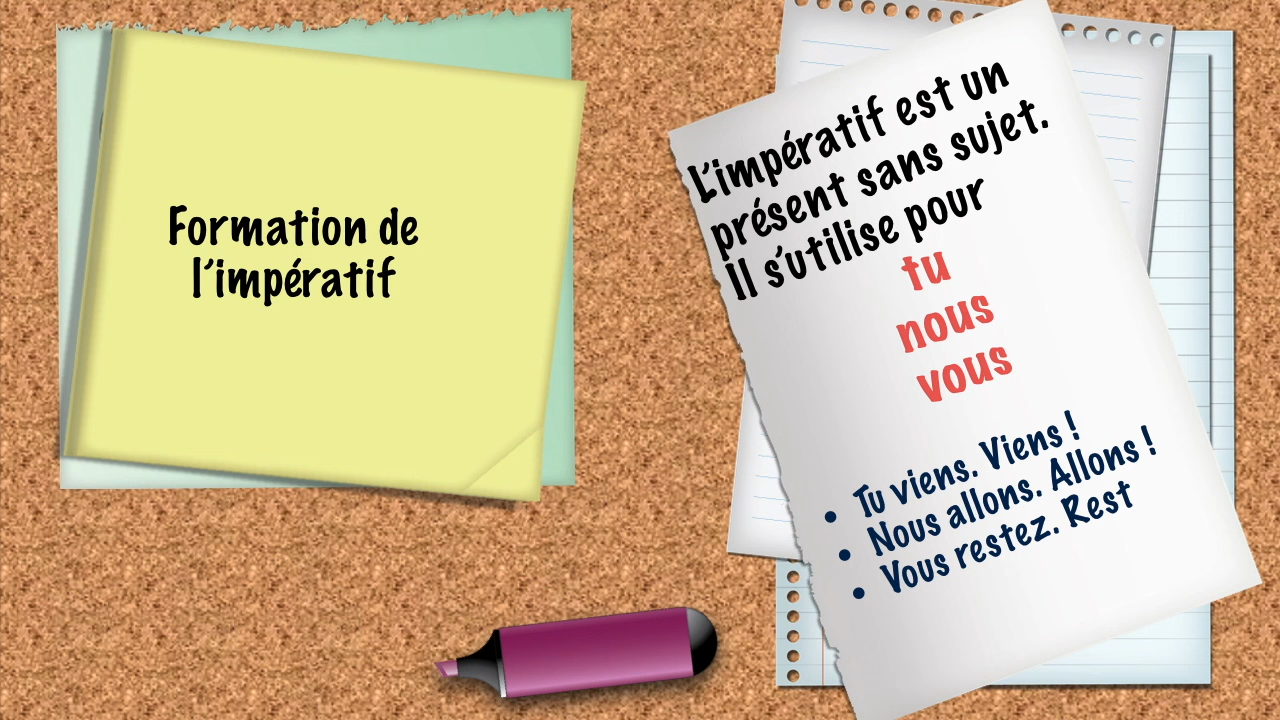 Formation de
l'impératif
L'impératif est un
présent sans sujet.
Il s'utilise pour
tu
nous
vous
• Tu viens. Viens !
• Nous allons. Allons !
• Vous restez. Rest